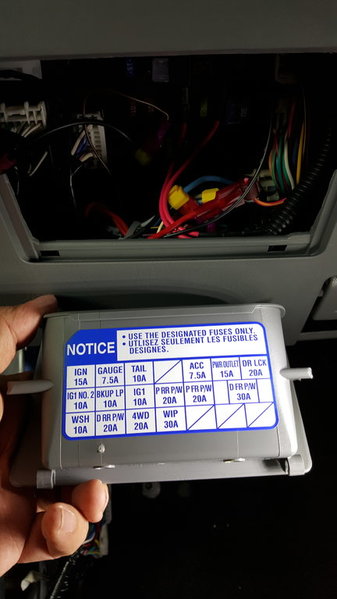 NOTICE
• USE THE DESIGNATED FUSES ONLY.
• UTLISEZ SEULEMENT LES FUSIBLES
DESIGNES.
IGN 15A GAUGE 7.5A TAIL 10A ACC 7.5A PWR OUTLET 15A DR LCK 20A
IG1 NO. 2 10A BKUP LP 10A IG1 10A P RR P/W 20A P FR P/W 20A D FR P/W 30A
WSH 10A D RR P/W 20A 4WD 20A WIP 30A